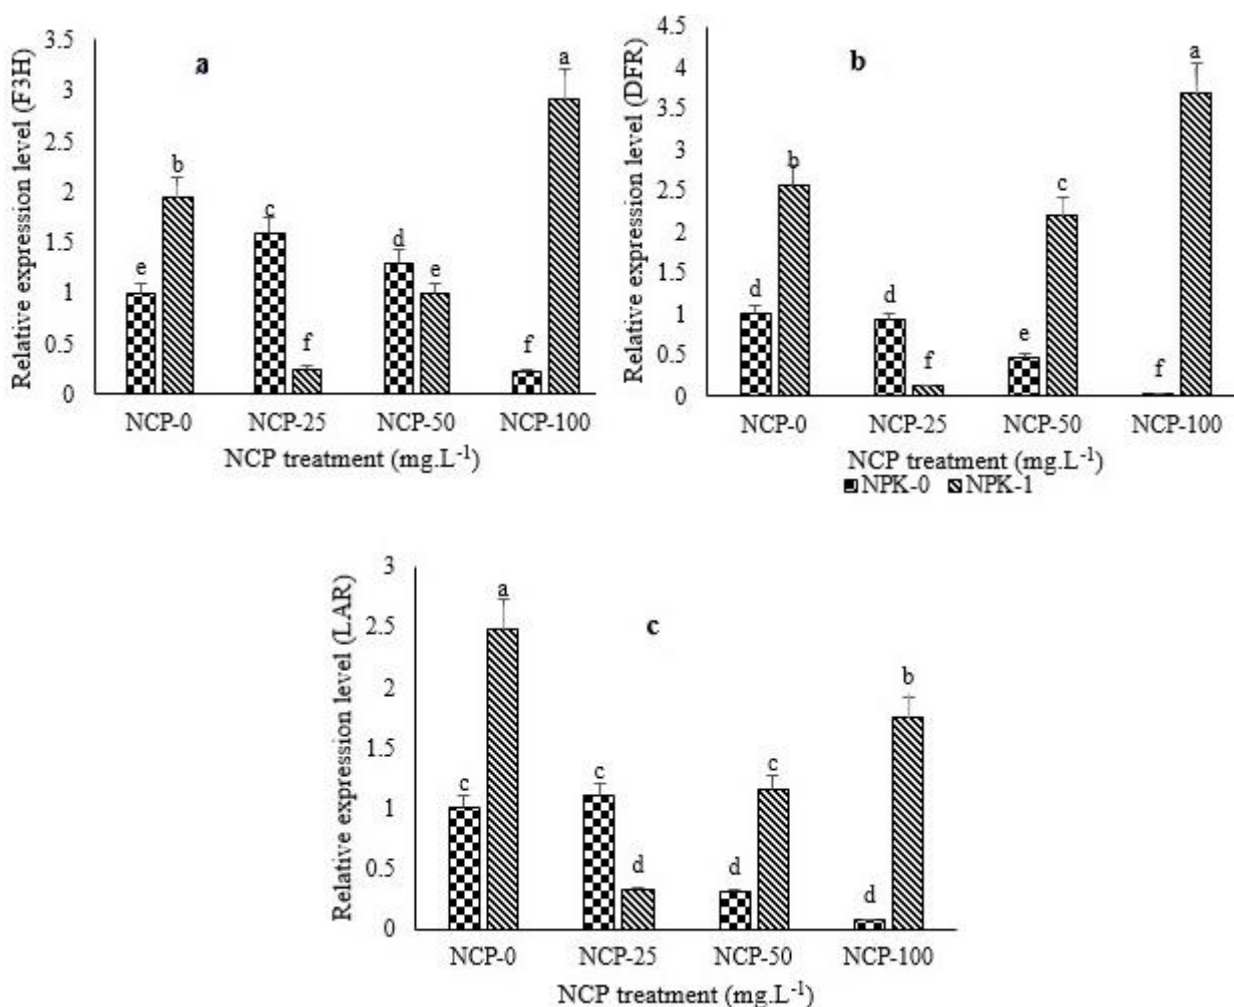 Relative expression level (F3H)
3.5
3
2.5
2
1.5
1
0.5
0
a
e
b
c
f
d
e
f
a
NCP-0 NCP-25 NCP-50 NCP-100
NCP treatment (mg.L⁻¹)
Relative expression level (DFR)
4.5
4
3.5
3
2.5
2
1.5
1
0.5
0
b
d
b
d
f
e
c
f
a
NCP-0 NCP-25 NCP-50 NCP-100
NCP treatment (mg.L⁻¹)
NPK-0 NPK-1
Relative expression level (LAR)
3
2.5
2
1.5
1
0.5
0
c
c
a
c
d
d
c
d
b
NCP-0 NCP-25 NCP-50 NCP-100
NCP treatment (mg.L⁻¹)